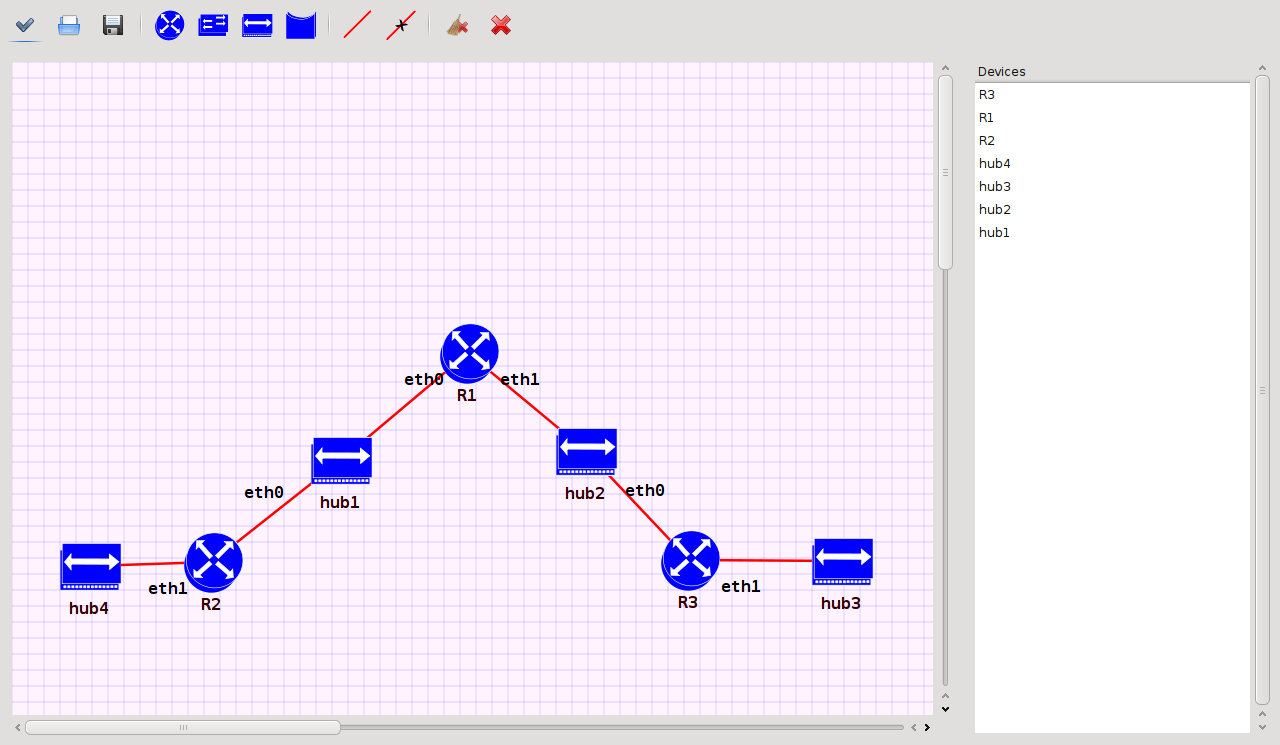 Devices
R3
R1
R2
hub4
hub3
hub2
hub1
eth0 eth1
R1
hub1
hub2
eth0
eth0
hub4
eth1
R2
R3
eth1
hub3